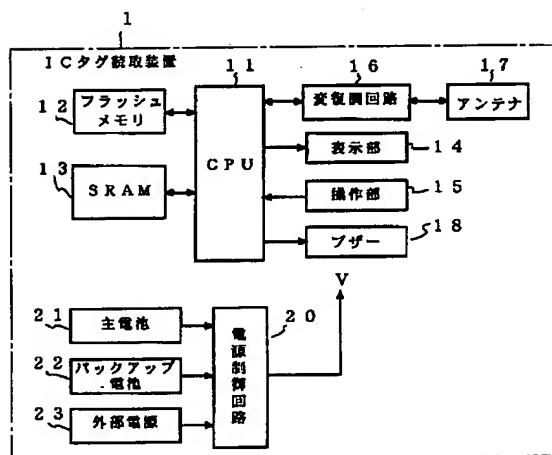 1
ICタグ読取装置
11
16
17
12
フラッシュ
メモリ
変復調回路
アンテナ
CPU
表示部
14
13
SRAM
操作部
15
ブザー
18
V
21
主電池
20
22
バックアップ
電池
電源制御回路
23
外部電源